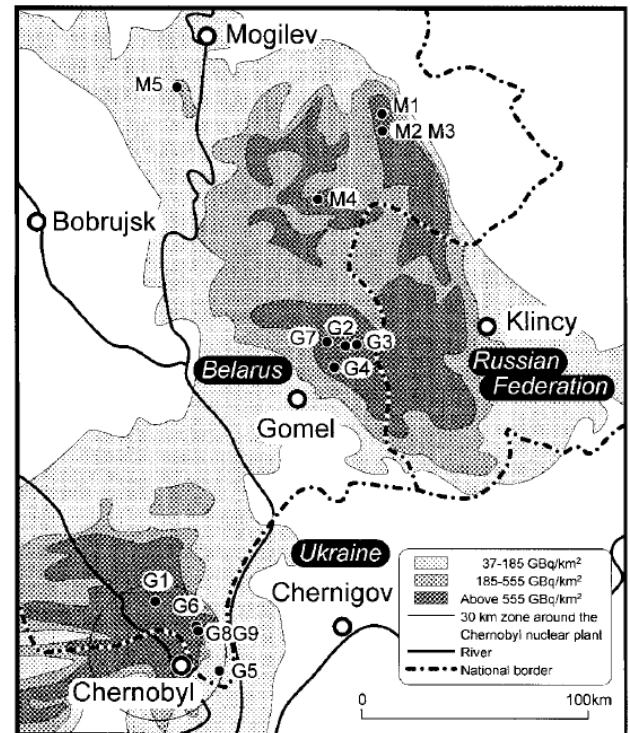 Mogilev
M5
M1
M2 M3
M4
Bobrujsk
Klincy
G7
G2
G3
G4
Belarus
Russian
Federation
Gomel
Ukraine
Chernigov
G1
G6
G8G9
G5
Chernobyl
37-185 GBq/km²
185-555 GBq/km²
Above 555 GBq/km²
30 km zone around the
Chernobyl nuclear plant
River
National border
0
100km